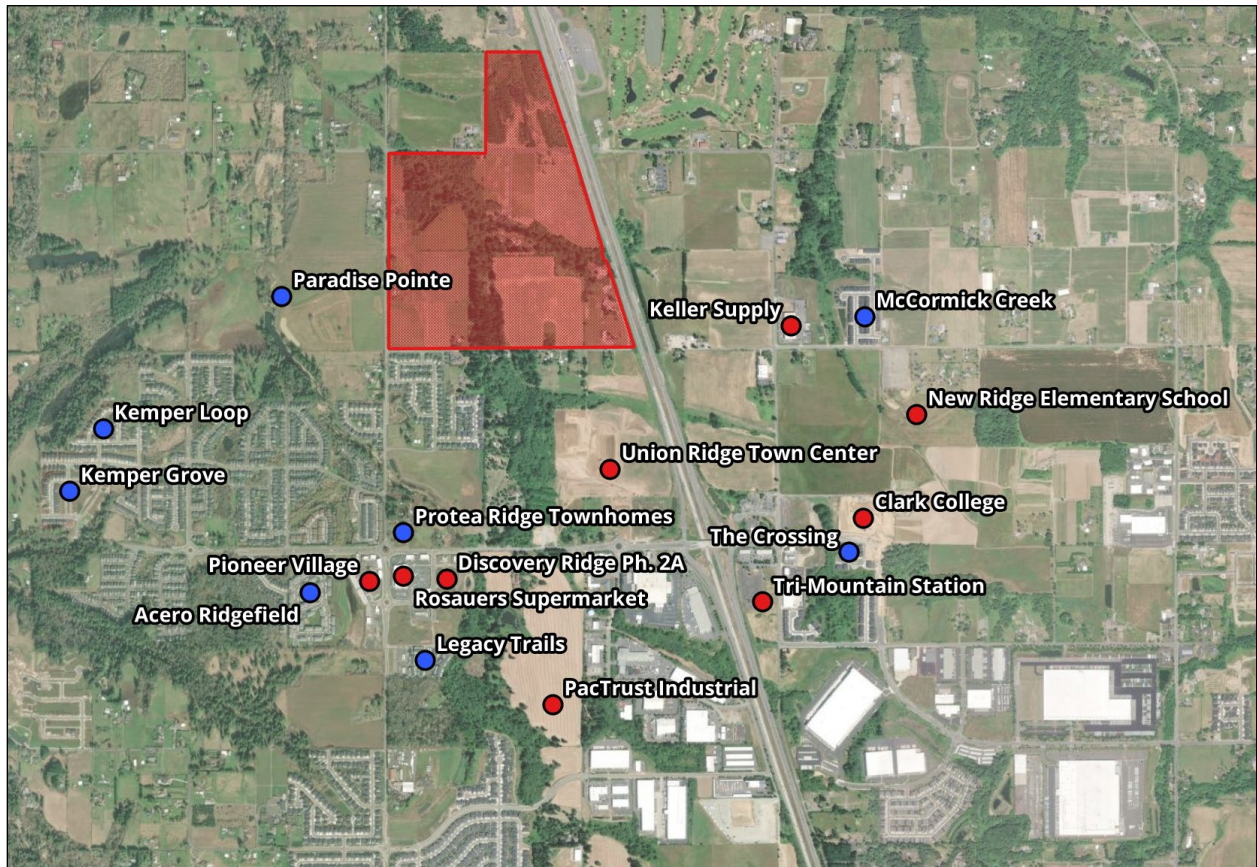 Paradise Pointe
Keller Supply
McCormick Creek
New Ridge Elementary School
Kemper Loop
Union Ridge Town Center
Kemper Grove
Clark College
Protea Ridge Townhomes
The Crossing
Pioneer Village
Discovery Ridge Ph. 2A
Tri-Mountain Station
Rosauers Supermarket
Acero Ridgefield
Legacy Trails
PacTrust Industrial